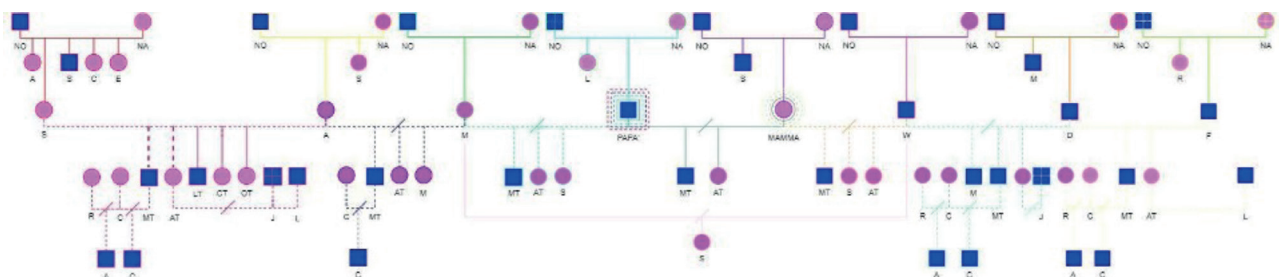 NO NA NO NA NO NA NO NA NO NA NO NA NO NA NO NA
A S C E S L S M R
S A M PAPA' MAMMA W D F
LT CT OT AT M MT AT S MT AT MT S AT M
R C MT AT J L C MT R C MT J R C MT AT L
A C C S A C A C